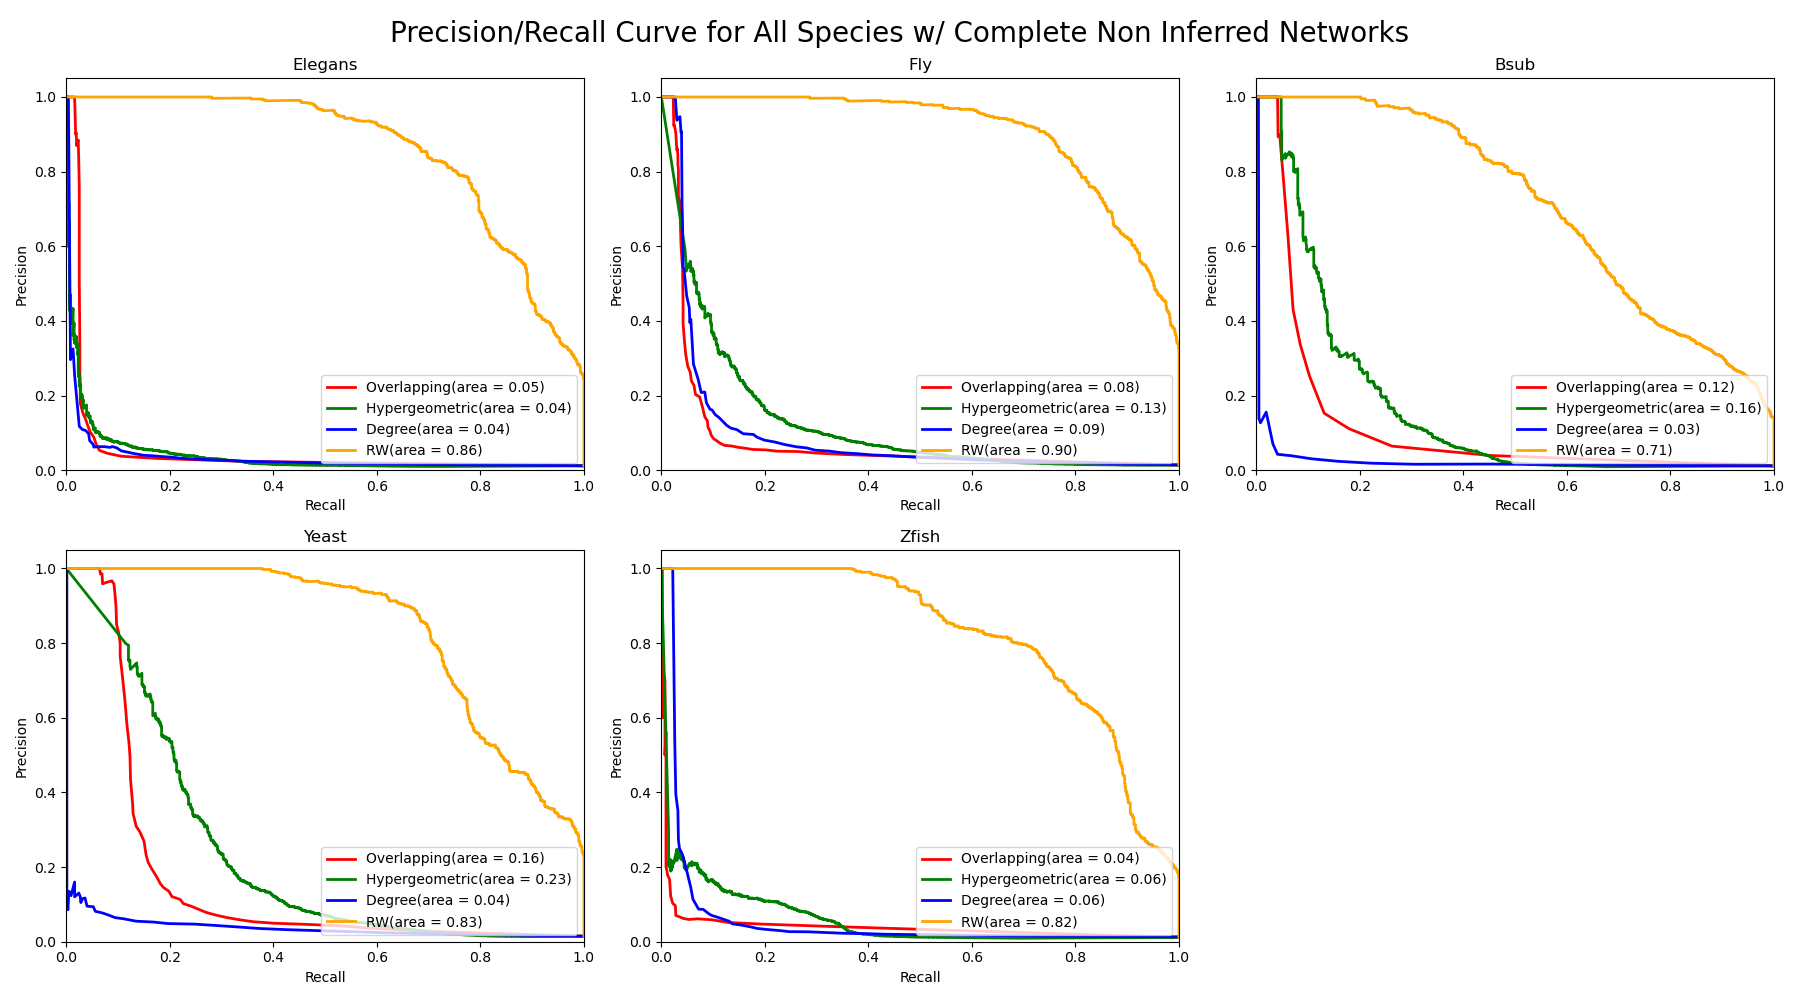 Precision/Recall Curve for All Species w/ Complete Non Inferred Networks
Elegans
Precision
1.0
0.8
0.6
0.4
0.2
0.0
0.0 0.2 0.4 0.6 0.8 1.0
Recall
Overlapping(area = 0.05)
Hypergeometric(area = 0.04)
Degree(area = 0.04)
RW(area = 0.86)
Fly
Precision
1.0
0.8
0.6
0.4
0.2
0.0
0.0 0.2 0.4 0.6 0.8 1.0
Recall
Overlapping(area = 0.08)
Hypergeometric(area = 0.13)
Degree(area = 0.09)
RW(area = 0.90)
Bsub
Precision
1.0
0.8
0.6
0.4
0.2
0.0
0.0 0.2 0.4 0.6 0.8 1.0
Recall
Overlapping(area = 0.12)
Hypergeometric(area = 0.16)
Degree(area = 0.03)
RW(area = 0.71)
Yeast
Precision
1.0
0.8
0.6
0.4
0.2
0.0
0.0 0.2 0.4 0.6 0.8 1.0
Recall
Overlapping(area = 0.16)
Hypergeometric(area = 0.23)
Degree(area = 0.04)
RW(area = 0.83)
Zfish
Precision
1.0
0.8
0.6
0.4
0.2
0.0
0.0 0.2 0.4 0.6 0.8 1.0
Recall
Overlapping(area = 0.04)
Hypergeometric(area = 0.06)
Degree(area = 0.06)
RW(area = 0.82)